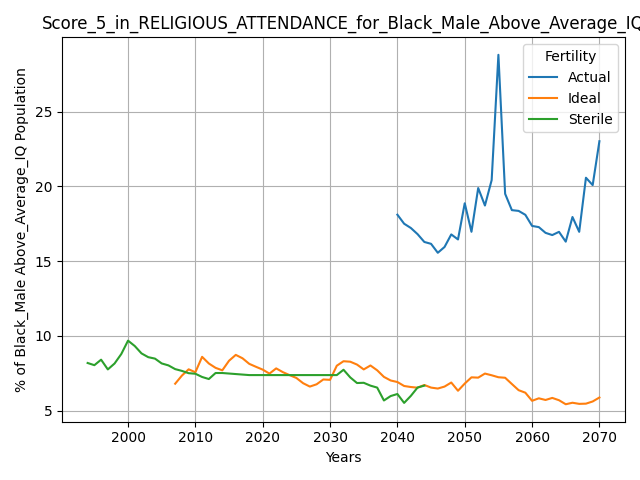 Score_5_in_RELIGIOUS_ATTENDANCE_for_Black_Male_Above_Average_IQ
Fertility
Actual
Ideal
Sterile
% of Black_Male Above_Average_IQ Population
25
20
15
10
5
2000 2010 2020 2030 2040 2050 2060 2070
Years